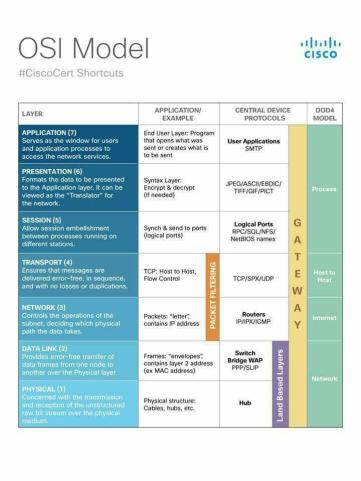 OSI Model
#CiscoCert Shortcuts
CISCO
LAYER
APPLICATION/
EXAMPLE
CENTRAL DEVICE
PROTOCOLS
DOD4
MODEL
APPLICATION (7)
Serves as the window for users
and application processes to
access the network services.
End User Layer: Program
that opens what was
sent or creates what is
to be sent
User Applications
SMTP
PRESENTATION (6)
Formats the data to be presented
to the Application layer. It can be
viewed as the "Translator" for
the network.
Syntax Layer:
Encrypt & decrypt
(if needed)
JPEG/ASCII/EBDIC/
TIFF/GIF/PICT
Process
SESSION (5)
Allow session embellishment
between processes running on
different stations.
Synch & send to ports
(logical ports)
Logical Ports
RPC/SQL/NFS/
NetBIOS names
GATEWAY
TRANSPORT (4)
Ensures that messages are
delivered error-free, in sequence,
and with no losses or duplications.
TCP: Host to Host,
Flow Control
PACKET FILTERING
TCP/SPX/UDP
Host to
Host
NETWORK (3)
Controls the operations of the
subnet, deciding which physical
path the data takes.
Packets: "letter",
contains IP address
Routers
IP/IPX/ICMP
Internet
DATA LINK (2)
Provides error-free transfer of
data frames from one node to
another over the Physical layer.
Frames: "envelopes",
contains layer 2 address
(ex MAC address)
Switch
Bridge WAP
PPP/SLIP
Land Based Layers
Network
PHYSICAL (1)
Concerned with the transmission
and reception of the unstructured
raw bit stream over the physical
medium.
Physical structure:
Cables, hubs, etc.
Hub